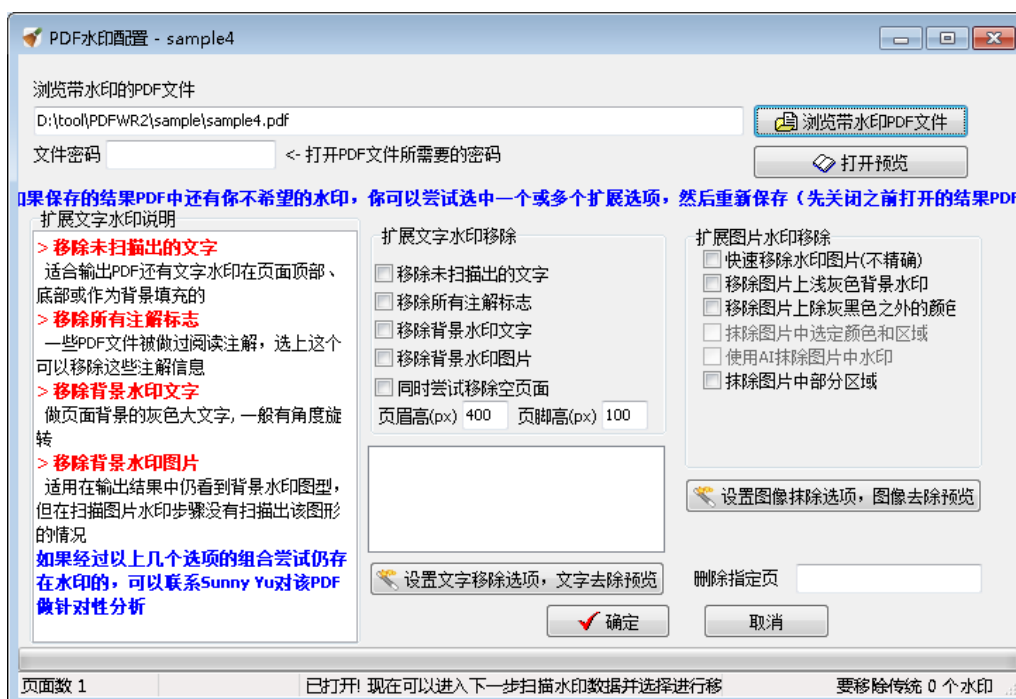 PDF水印配置 - sample4
浏览带水印的PDF文件
D:\tool\PDFWR2\sample\sample4.pdf
浏览带水印PDF文件
文件密码
<- 打开PDF文件所需要的密码
打开预览
如果保存的结果PDF中还有你不希望的水印，你可以尝试选中一个或多个扩展选项，然后重新保存（先关闭之前打开的结果PDF
扩展文字水印说明
> 移除未扫描出的文字
适合输出PDF还有文字水印在页面顶部、
底部或作为背景填充的
> 移除所有注解标志
一些PDF文件被做过阅读注解，选上这个
可以移除这些注解信息
> 移除背景水印文字
做页面背景的灰色大文字, 一般有角度旋
转
> 移除背景水印图片
适用在输出结果中仍看到背景水印图型，
但在扫描图片水印步骤没有扫描出该图形
的情况
如果经过以上几个选项的组合尝试仍存
在水印的，可以联系Sunny Yu对该PDF
做针对性分析
扩展文字水印移除
移除未扫描出的文字
移除所有注解标志
移除背景水印文字
移除背景水印图片
同时尝试移除空页面
页眉高(px) 400 页脚高(px) 100
设置文字移除选项，文字去除预览
扩展图片水印移除
快速移除水印图片(不精确)
移除图片上浅灰色背景水印
移除图片上除灰黑色之外的颜色
抹除图片中选定颜色和区域
使用AI抹除图片中水印
抹除图片中部分区域
设置图像抹除选项，图像去除预览
删除指定页
确定
取消
页面数 1
已打开! 现在可以进入下一步扫描水印数据并选择进行移
要移除传统 0 个水印